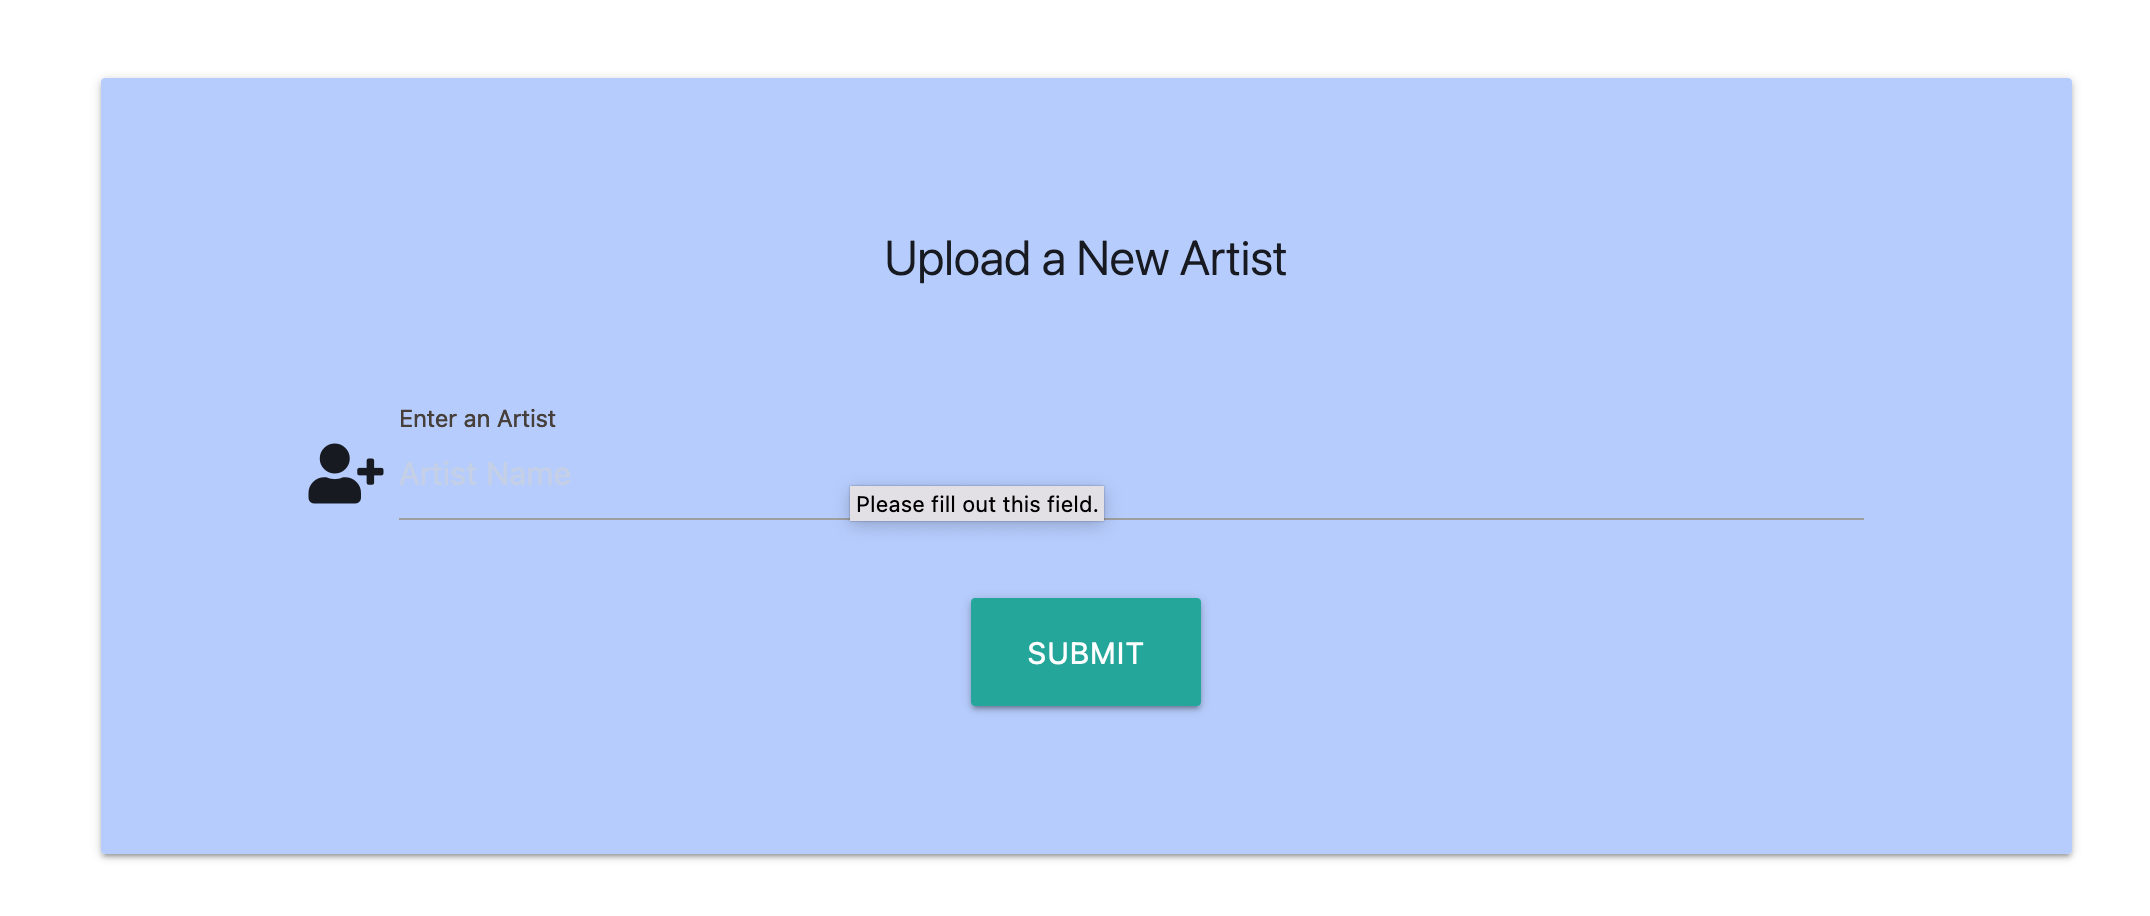 Upload a New Artist
Enter an Artist
Artist Name
Please fill out this field.
SUBMIT